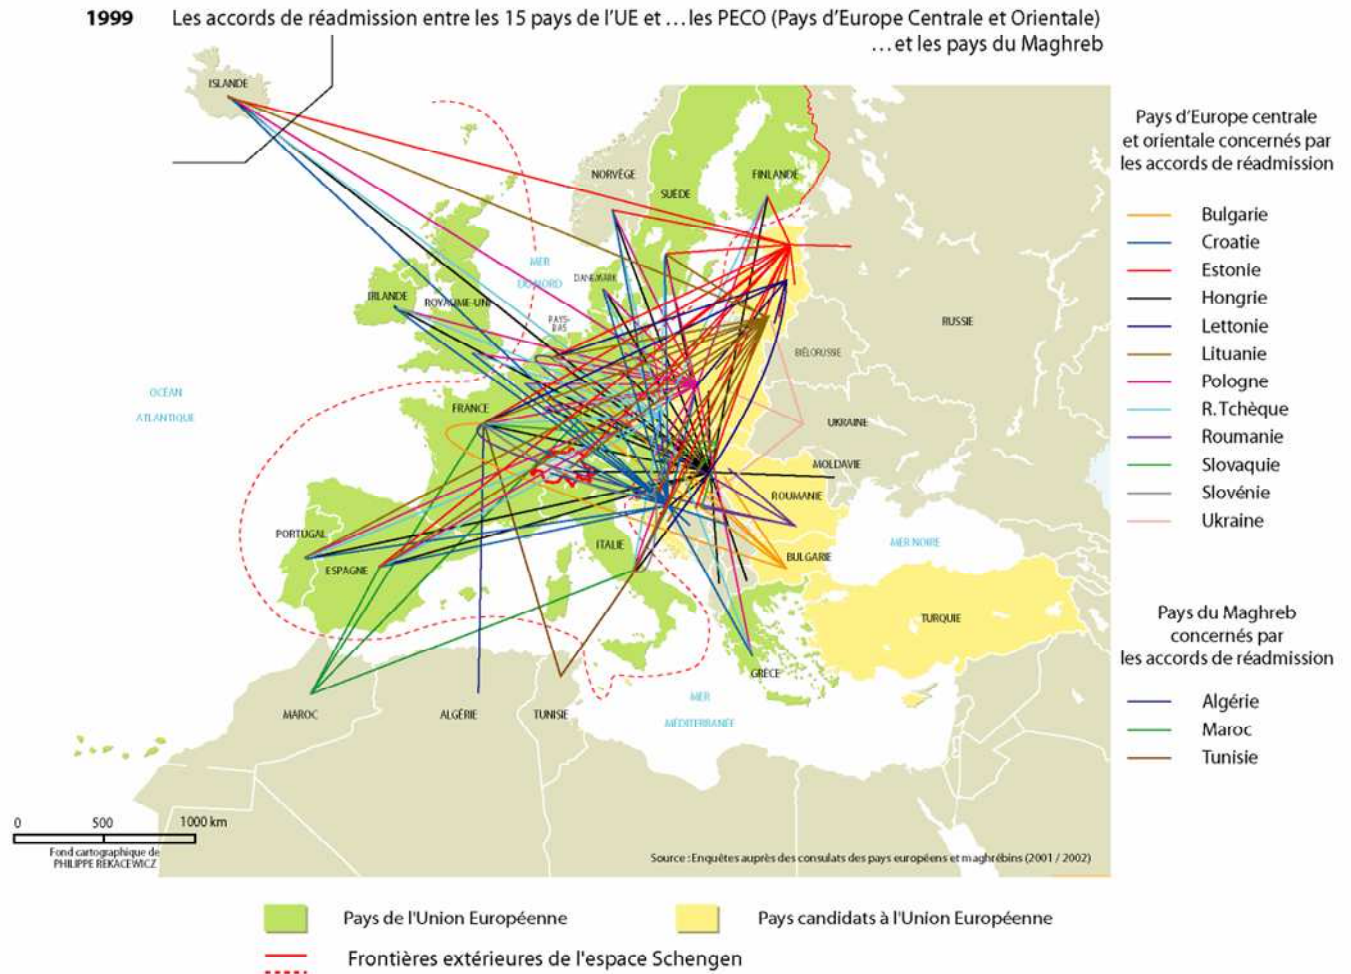 1999 Les accords de réadmission entre les 15 pays de l'UE et ...les PECO (Pays d'Europe Centrale et Orientale)
...et les pays du Maghreb
ISLANDE
NORVÈGE
FINLANDE
SUÈDE
MER
DU NORD
DANEMARK
IRLANDE
ROYAUME-UNI
PAYS-
BAS
RUSSIE
BIÉLORUSSIE
OCÉAN
ATLANTIQUE
FRANCE
UKRAINE
MOLDAVIE
ROUMANIE
PORTUGAL
ESPAGNE
ITALIE
MER NOIRE
BULGARIE
TURQUIE
GRÈCE
MER
MÉDITERRANÉE
MAROC
ALGÉRIE
TUNISIE
Pays d'Europe centrale
et orientale concernés par
les accords de réadmission
Bulgarie
Croatie
Estonie
Hongrie
Lettonie
Lituanie
Pologne
R.Tchèque
Roumanie
Slovaquie
Slovénie
Ukraine
Pays du Maghreb
concernés par
les accords de réadmission
Algérie
Maroc
Tunisie
0 500 1000 km
Fond cartographique de
PHILIPPE REKACEWICZ
Source : Enquêtes auprès des consulats des pays européens et maghrébins (2001 / 2002)
Pays de l'Union Européenne
Pays candidats à l'Union Européenne
Frontières extérieures de l'espace Schengen